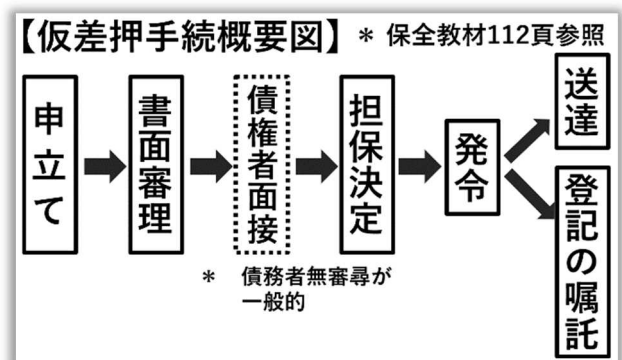 【仮差押手続概要図】 * 保全教材112頁参照
申立て
書面審理
債権者面接
担保決定
発令
送達
登記の嘱託
* 債務者無審尋が
一般的